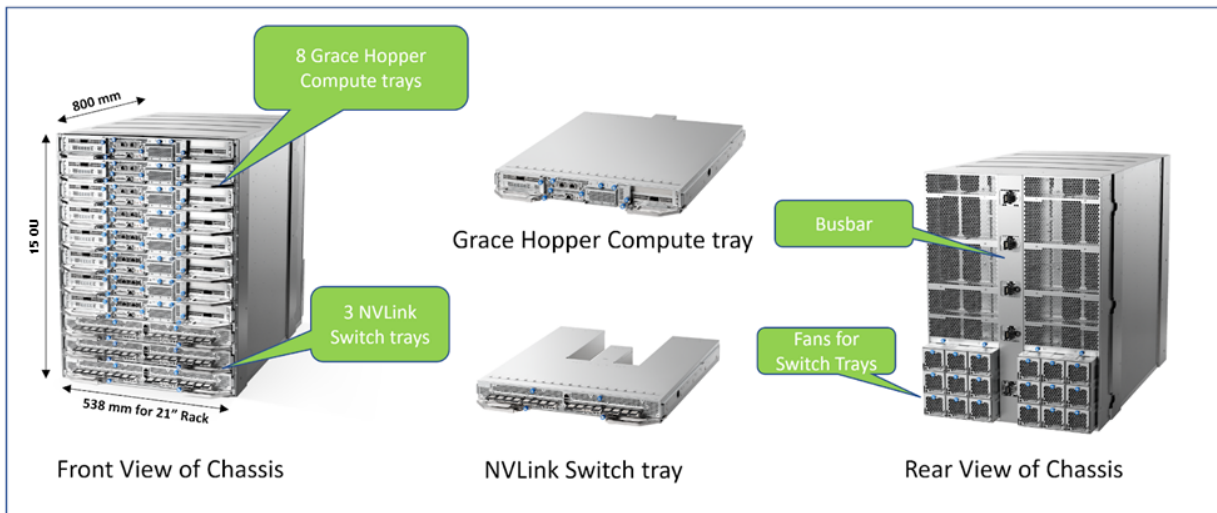 8 Grace Hopper
Compute trays
800 mm
15 OU
3 NVLink
Switch trays
538 mm for 21” Rack
Front View of Chassis
Grace Hopper Compute tray
NVLink Switch tray
Busbar
Fans for
Switch Trays
Rear View of Chassis